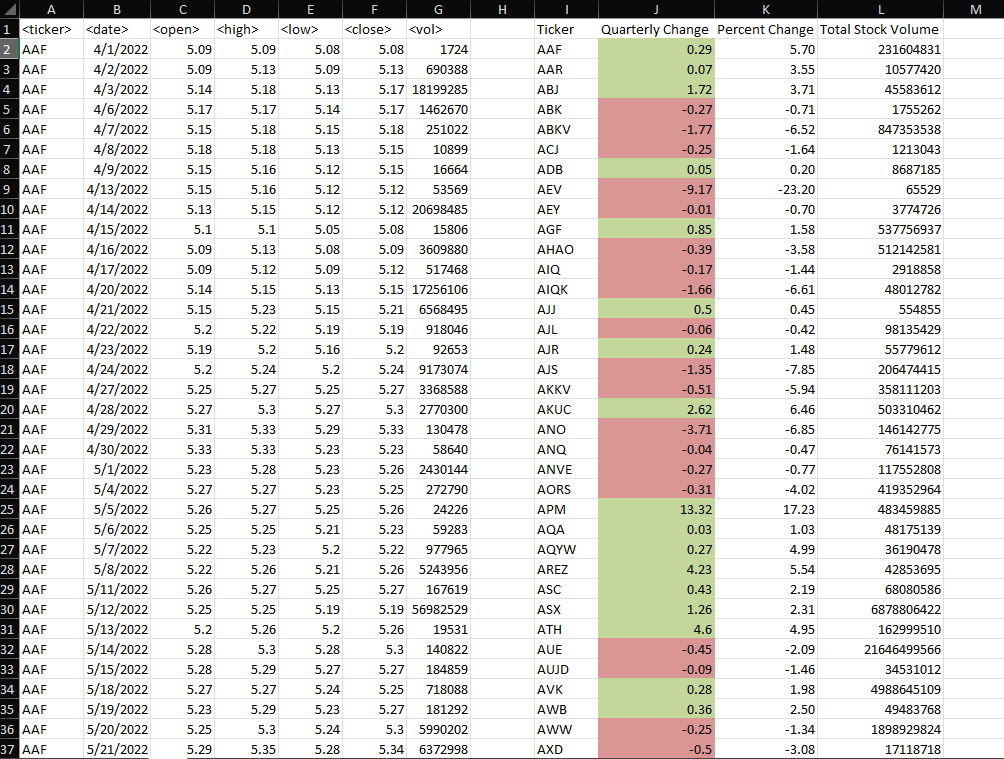 A B C D E F G H I J K L M
1 <ticker> <date> <open> <high> <low> <close> <vol> Ticker Quarterly Change Percent Change Total Stock Volume
2 AAF 4/1/2022 5.09 5.09 5.08 5.08 1724 AAF 0.29 5.70 231604831
3 AAF 4/2/2022 5.09 5.13 5.09 5.13 690388 AAR 0.07 3.55 10577420
4 AAF 4/3/2022 5.14 5.18 5.13 5.17 18199285 ABJ 1.72 3.71 45583612
5 AAF 4/6/2022 5.17 5.17 5.14 5.17 1462670 ABK -0.27 -0.71 1755262
6 AAF 4/7/2022 5.15 5.18 5.15 5.18 251022 ABKV -1.77 -6.52 847353538
7 AAF 4/8/2022 5.18 5.18 5.13 5.15 10899 ACJ -0.25 -1.64 1213043
8 AAF 4/9/2022 5.15 5.16 5.12 5.15 16664 ADB 0.05 0.20 8687185
9 AAF 4/13/2022 5.15 5.16 5.12 5.12 53569 AEV -9.17 -23.20 65529
10 AAF 4/14/2022 5.13 5.15 5.12 5.12 20698485 AEY -0.01 -0.70 3774726
11 AAF 4/15/2022 5.1 5.1 5.05 5.08 15806 AGF 0.85 1.58 537756937
12 AAF 4/16/2022 5.09 5.13 5.08 5.09 3609880 AHAO -0.39 -3.58 512142581
13 AAF 4/17/2022 5.09 5.12 5.09 5.12 517468 AIQ -0.17 -1.44 2918858
14 AAF 4/20/2022 5.14 5.15 5.13 5.15 17256106 AIQK -1.66 -6.61 48012782
15 AAF 4/21/2022 5.15 5.23 5.15 5.21 6568495 AJJ 0.5 0.45 554855
16 AAF 4/22/2022 5.2 5.22 5.19 5.19 918046 AJL -0.06 -0.42 98135429
17 AAF 4/23/2022 5.19 5.2 5.16 5.2 92653 AJR 0.24 1.48 55779612
18 AAF 4/24/2022 5.2 5.24 5.2 5.24 9173074 AJS -1.35 -7.85 206474415
19 AAF 4/27/2022 5.25 5.27 5.25 5.27 3368588 AKKV -0.51 -5.94 358111203
20 AAF 4/28/2022 5.27 5.3 5.27 5.3 2770300 AKUC 2.62 6.46 503310462
21 AAF 4/29/2022 5.31 5.33 5.29 5.33 130478 ANO -3.71 -6.85 146142775
22 AAF 4/30/2022 5.33 5.33 5.23 5.23 58640 ANQ -0.04 -0.47 76141573
23 AAF 5/1/2022 5.23 5.28 5.23 5.26 2430144 ANVE -0.27 -0.77 117552808
24 AAF 5/4/2022 5.27 5.27 5.23 5.25 272790 AORS -0.31 -4.02 419352964
25 AAF 5/5/2022 5.26 5.27 5.25 5.26 24226 APM 13.32 17.23 483459885
26 AAF 5/6/2022 5.25 5.25 5.21 5.23 59283 AQA 0.03 1.03 48175139
27 AAF 5/7/2022 5.22 5.23 5.2 5.22 977965 AQYW 0.27 4.99 36190478
28 AAF 5/8/2022 5.22 5.26 5.21 5.26 5243956 AREZ 4.23 5.54 42853695
29 AAF 5/11/2022 5.26 5.27 5.25 5.27 167619 ASC 0.43 2.19 68080586
30 AAF 5/12/2022 5.25 5.25 5.19 5.19 56982529 ASX 1.26 2.31 6878806422
31 AAF 5/13/2022 5.2 5.26 5.2 5.26 19531 ATH 4.6 4.95 162999510
32 AAF 5/14/2022 5.28 5.3 5.28 5.3 140822 AUE -0.45 -2.09 21646499566
33 AAF 5/15/2022 5.28 5.29 5.27 5.27 184859 AUJD -0.09 -1.46 34531012
34 AAF 5/18/2022 5.27 5.27 5.24 5.25 718088 AVK 0.28 1.98 4988645109
35 AAF 5/19/2022 5.23 5.29 5.23 5.27 181292 AWB 0.36 2.50 49483768
36 AAF 5/20/2022 5.25 5.3 5.24 5.3 5990202 AWW -0.25 -1.34 1898929824
37 AAF 5/21/2022 5.29 5.35 5.28 5.34 6372998 AXD -0.5 -3.08 17118718